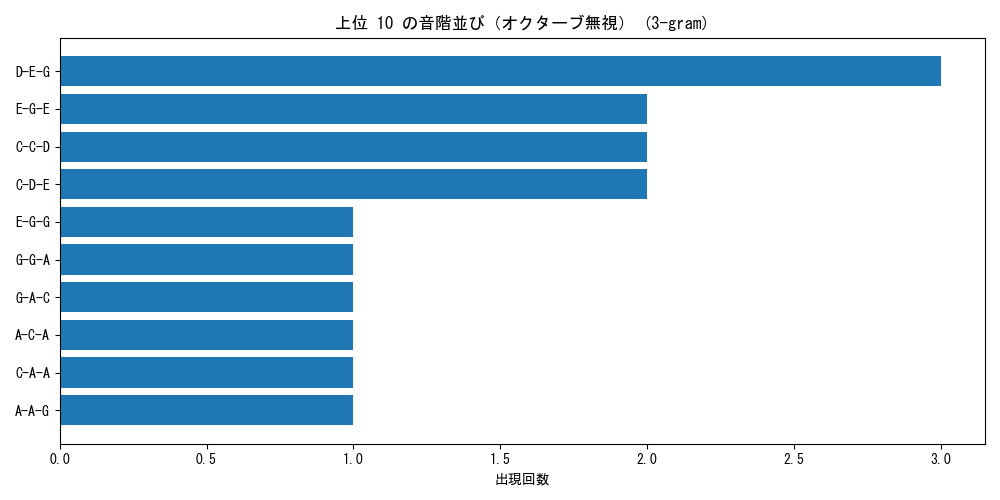 上位 10 の音階並び（オクターブ無視） (3-gram)
D-E-G
E-G-E
C-C-D
C-D-E
E-G-G
G-G-A
G-A-C
A-C-A
C-A-A
A-A-G
0.0 0.5 1.0 1.5 2.0 2.5 3.0
出現回数